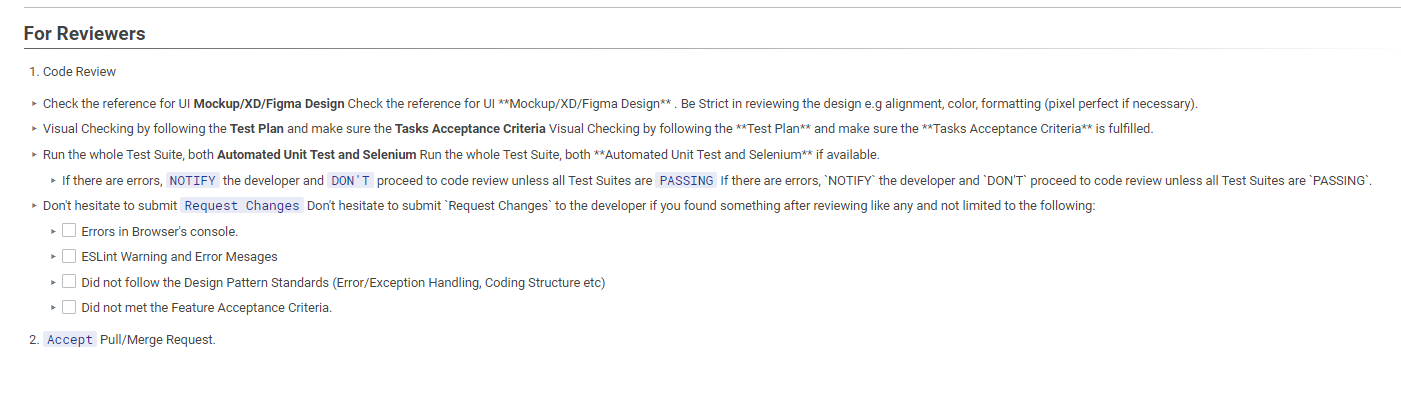 For Reviewers
1. Code Review
‣ Check the reference for UI Mockup/XD/Figma Design Check the reference for UI **Mockup/XD/Figma Design** . Be Strict in reviewing the design e.g alignment, color, formatting (pixel perfect if necessary).
‣ Visual Checking by following the Test Plan and make sure the Tasks Acceptance Criteria Visual Checking by following the **Test Plan** and make sure the **Tasks Acceptance Criteria** is fulfilled.
‣ Run the whole Test Suite, both Automated Unit Test and Selenium Run the whole Test Suite, both **Automated Unit Test and Selenium** if available.
‣ If there are errors, NOTIFY the developer and DON'T proceed to code review unless all Test Suites are PASSING If there are errors, `NOTIFY` the developer and `DON'T` proceed to code review unless all Test Suites are `PASSING`.
‣ Don't hesitate to submit Request Changes Don't hesitate to submit `Request Changes` to the developer if you found something after reviewing like any and not limited to the following:
‣ Errors in Browser's console.
‣ ESLint Warning and Error Mesages
‣ Did not follow the Design Pattern Standards (Error/Exception Handling, Coding Structure etc)
‣ Did not met the Feature Acceptance Criteria.
2. Accept Pull/Merge Request.